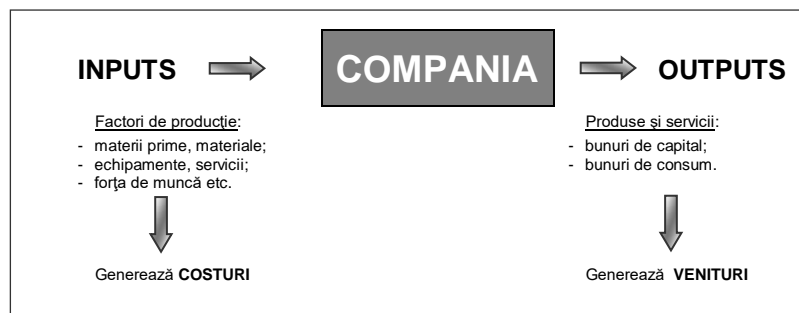 INPUTS
COMPANIA
OUTPUTS
Factori de producţie:
- materii prime, materiale;
- echipamente, servicii;
- forţa de muncă etc.
Produse şi servicii:
- bunuri de capital;
- bunuri de consum.
Generează COSTURI
Generează VENITURI